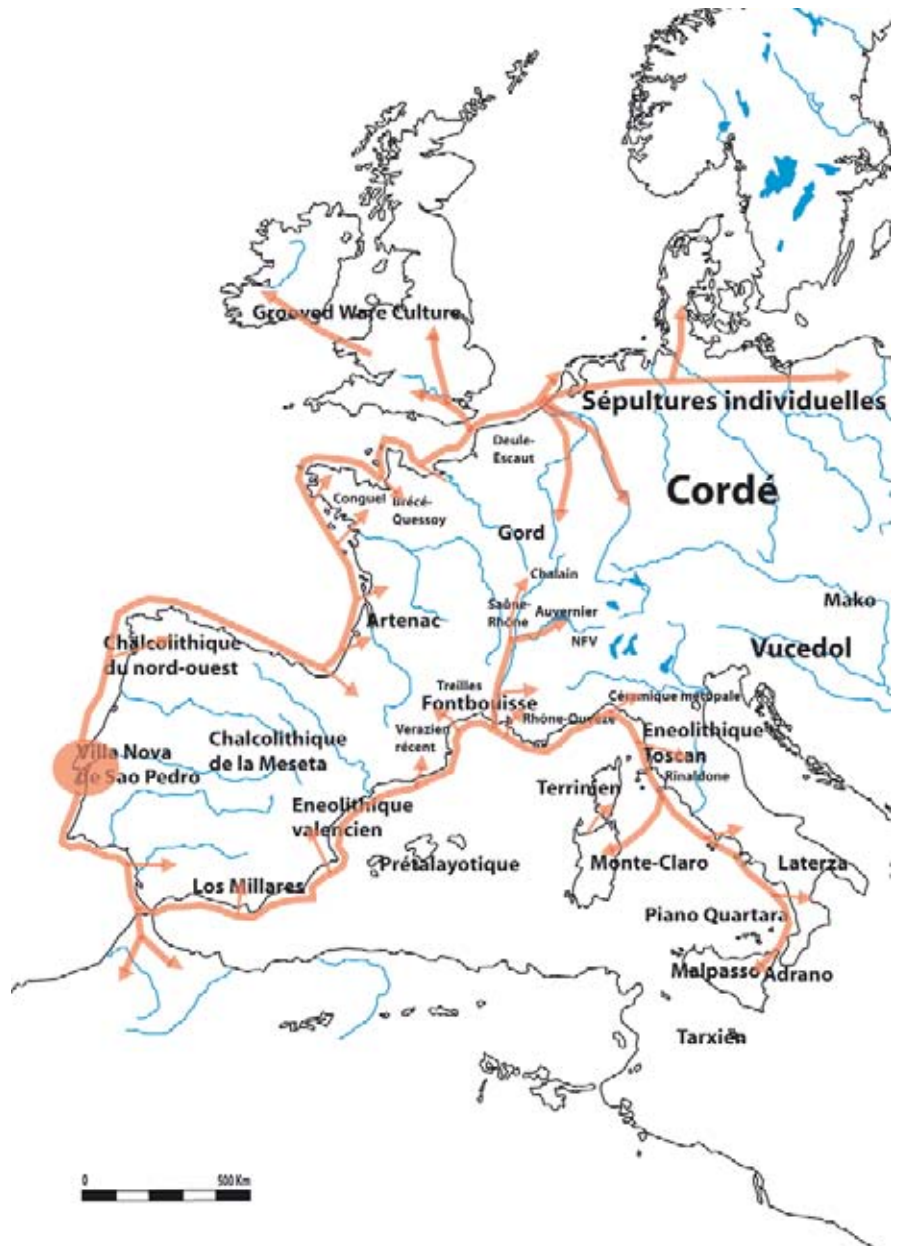 Grooved Ware Culture
Sépultures individuelles
Deule-
Escaut
Cordé
Conguel
Brécé-
Quessoy
Gord
Chalain
Saône-
Rhône
Auvernier
NFV
Mako
Artenac
Vucedol
Chalcolithique
du nord-ouest
Treilles
Fontbouisse
Céramique métopale
Rhône-Ouvèze
Verazien
récent
Eneolithique
Toscan
Rinaldone
Villa Nova
de Sao Pedro
Chalcolithique
de la Meseta
Terrinien
Eneolithique
valencien
Prétalayotique
Monte-Claro
Laterza
Los Millares
Piano Quartara
Malpasso
Adrano
Tarxien
0
500 Km